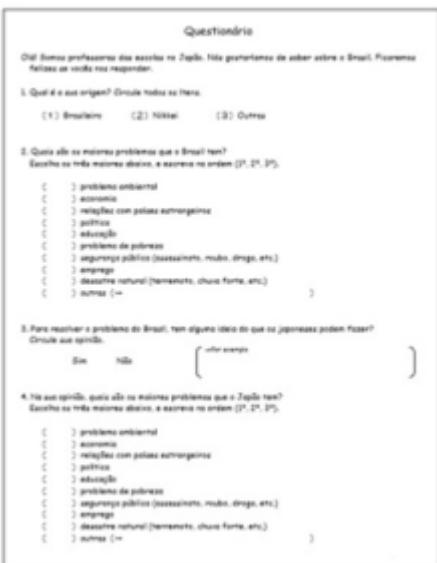 Questionário
Olá! Somos professoras das escolas no Japão. Nós gostaríamos de saber sobre o Brasil. Ficaremos
felizes se vocês nos responder.
1. Qual é a sua origem? Circule todos os itens.
(1) Brasileiro (2) Nikkei (3) Outros
2. Quais são os maiores problemas que o Brasil tem?
Escolha os três maiores abaixo, e escreva na ordem (1º, 2º, 3º).
( ) problema ambiental
( ) economia
( ) relações com países estrangeiros
( ) política
( ) educação
( ) problema de pobreza
( ) segurança pública (assassinato, roubo, droga, etc.)
( ) emprego
( ) desastre natural (terremoto, chuva forte, etc.)
( ) outros (→ )
3. Para resolver o problema do Brasil, tem alguma ideia do que os japoneses podem fazer?
Circule sua opinião.
Sim Não exemplo
4. Na sua opinião, quais são os maiores problemas que o Japão tem?
Escolha os três maiores abaixo, e escreva na ordem (1º, 2º, 3º).
( ) problema ambiental
( ) economia
( ) relações com países estrangeiros
( ) política
( ) educação
( ) problema de pobreza
( ) segurança pública (assassinato, roubo, droga, etc.)
( ) emprego
( ) desastre natural (terremoto, chuva forte, etc.)
( ) outros (→ )